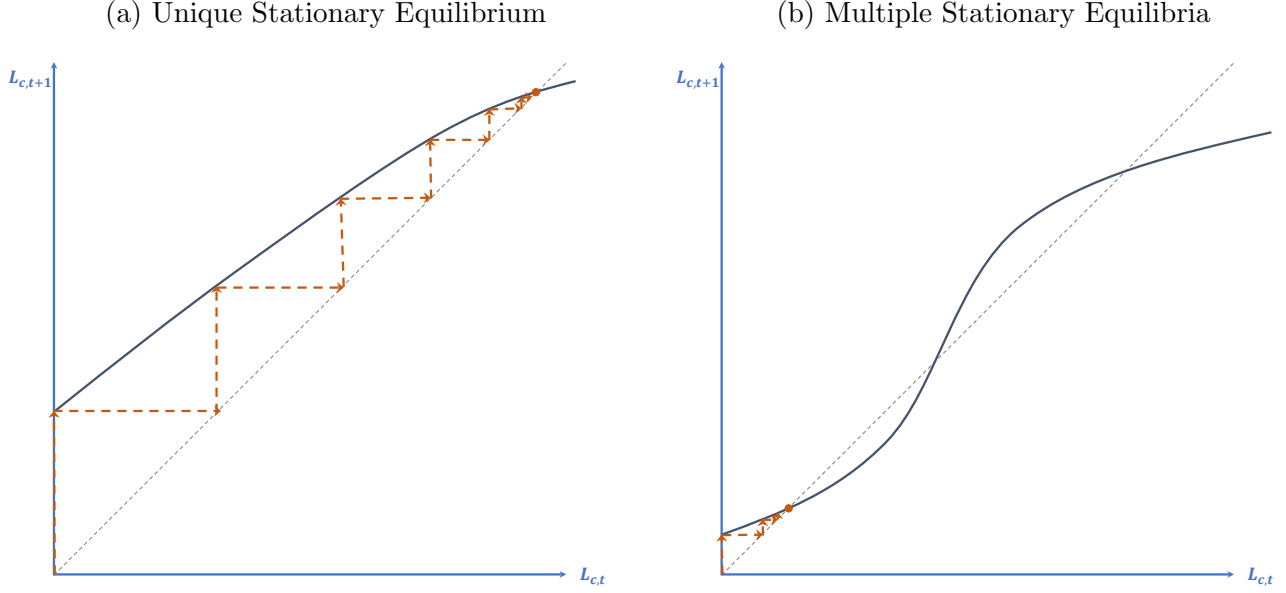 (a) Unique Stationary Equilibrium
(b) Multiple Stationary Equilibria
L_{c,t+1}
L_{c,t+1}
L_{c,t}
L_{c,t}